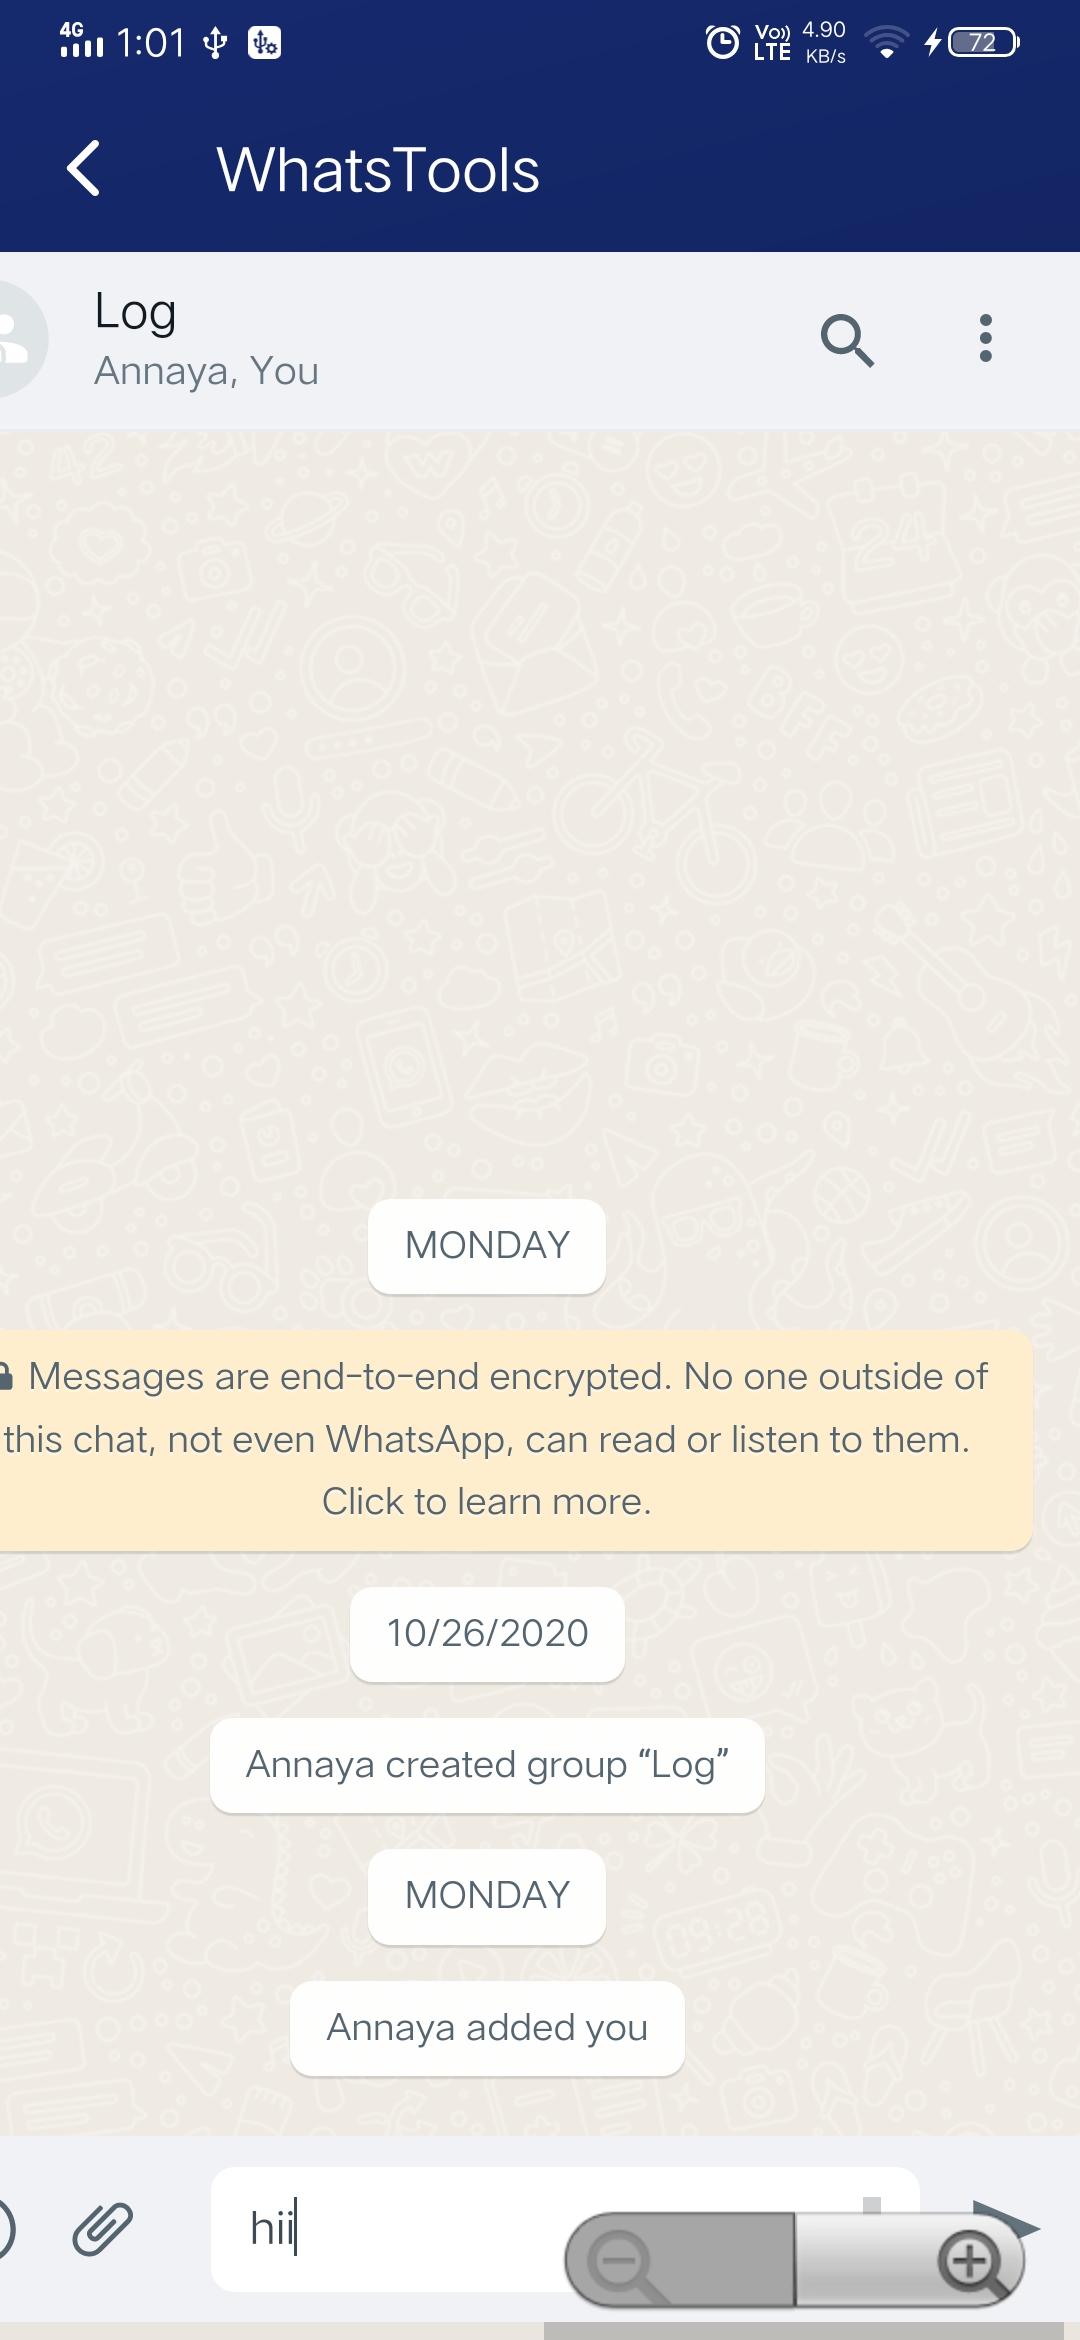 4G 1:01 Vo)) LTE 4.90 KB/s 72
WhatsTools
Log
Annaya, You
MONDAY
Messages are end-to-end encrypted. No one outside of
this chat, not even WhatsApp, can read or listen to them.
Click to learn more.
10/26/2020
Annaya created group “Log”
MONDAY
Annaya added you
hii